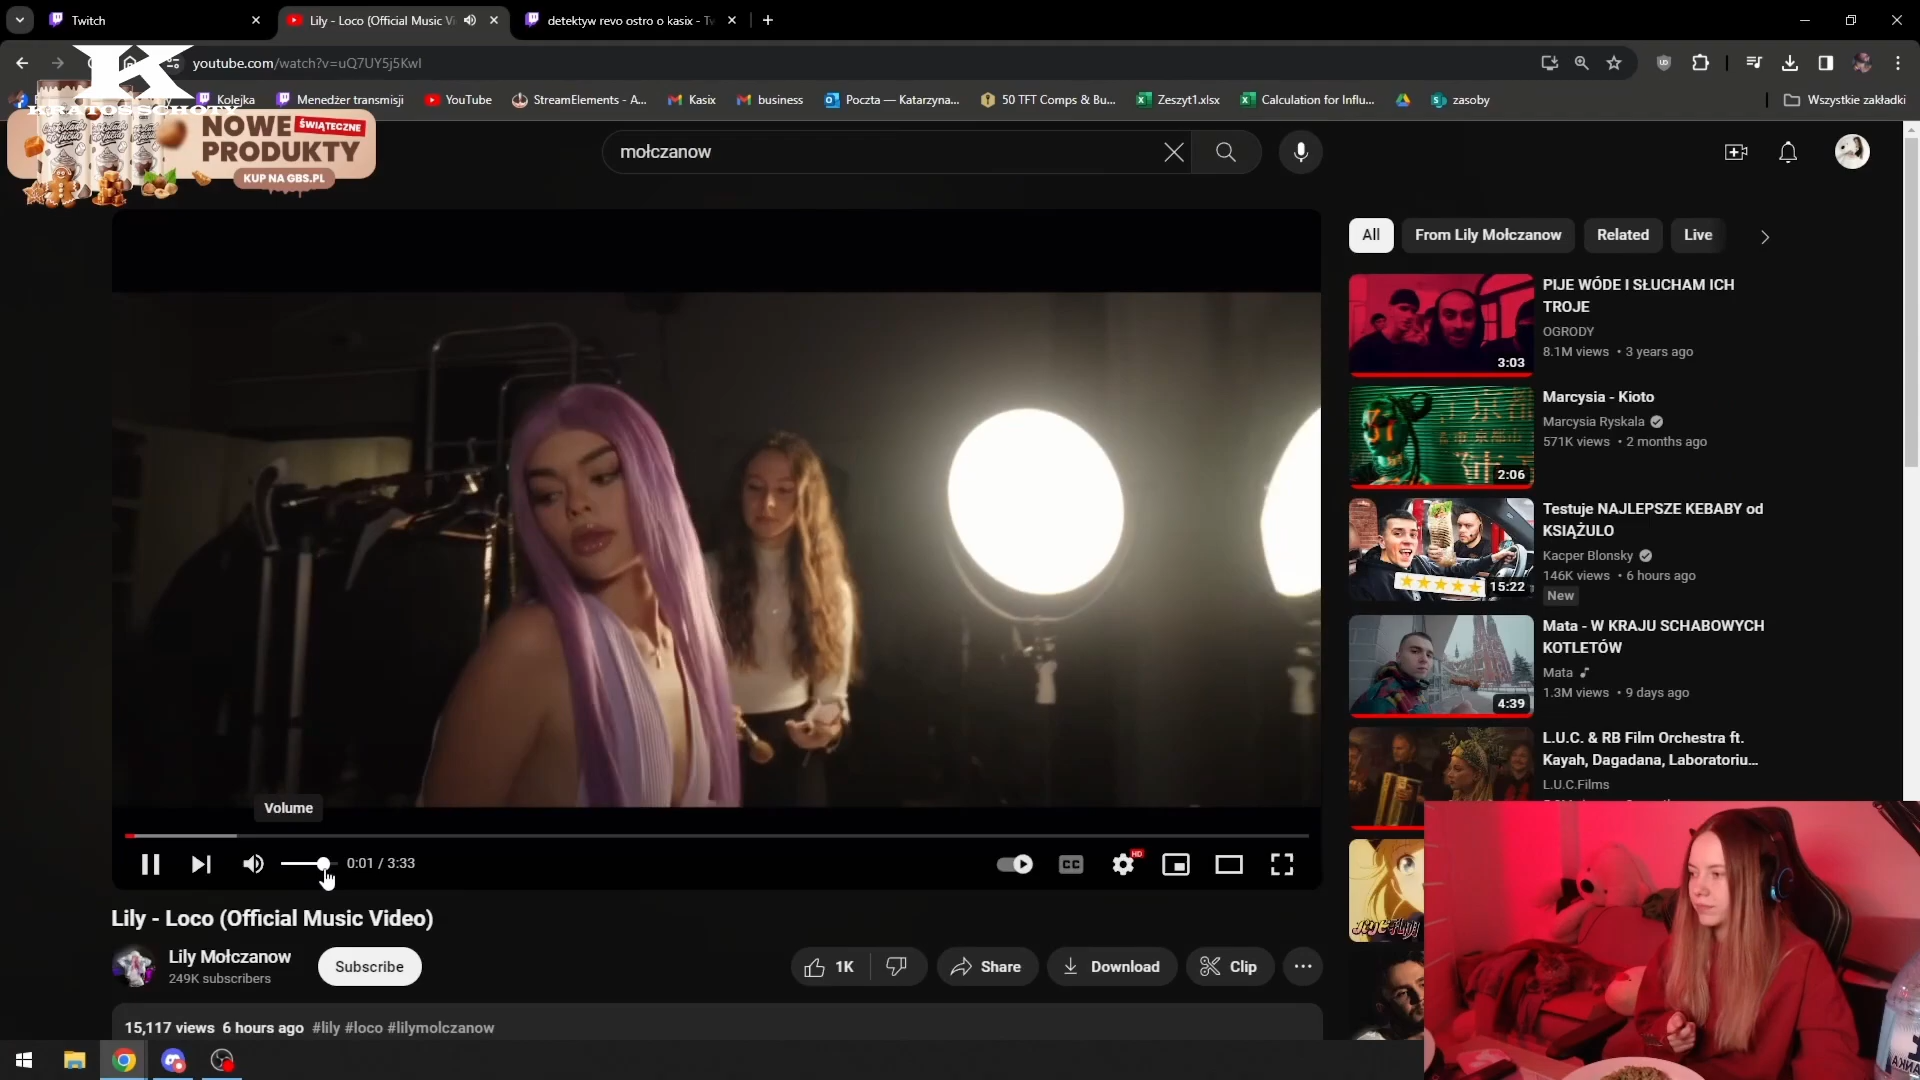 Twitch
Lily - Loco (Official Music Vi
detektyw revo ostro o kasix - Tw
youtube.com/watch?v=uQ7UY5j5KwI
K
KRATOS SCHOTY
Kolejka
Menedżer transmisji
YouTube
StreamElements - A...
Kasix
business
Poczta — Katarzyna...
50 TFT Comps & Bu...
Zeszyt1.xlsx
Calculation for Influ...
zasoby
Wszystkie zakładki
NOWE ŚWIĄTECZNE
PRODUKTY
KUP NA GBS.PL
mołczanow
All
From Lily Mołczanow
Related
Live
PIJE WÓDE I SŁUCHAM ICH
TROJE
OGRODY
8.1M views • 3 years ago
3:03
Marcysia - Kioto
Marcysia Ryskala
571K views • 2 months ago
2:06
Testuje NAJLEPSZE KEBABY od
KSIĄŻULO
Kacper Blonsky
146K views • 6 hours ago
New
15:22
Mata - W KRAJU SCHABOWYCH
KOTLETÓW
Mata
1.3M views • 9 days ago
4:39
L.U.C. & RB Film Orchestra ft.
Kayah, Dagadana, Laboratoriu...
L.U.C.Films
Volume
0:01 / 3:33
CC
HD
Lily - Loco (Official Music Video)
Lily Mołczanow
249K subscribers
Subscribe
1K
Share
Download
Clip
15,117 views 6 hours ago #lily #loco #lilymolczanow